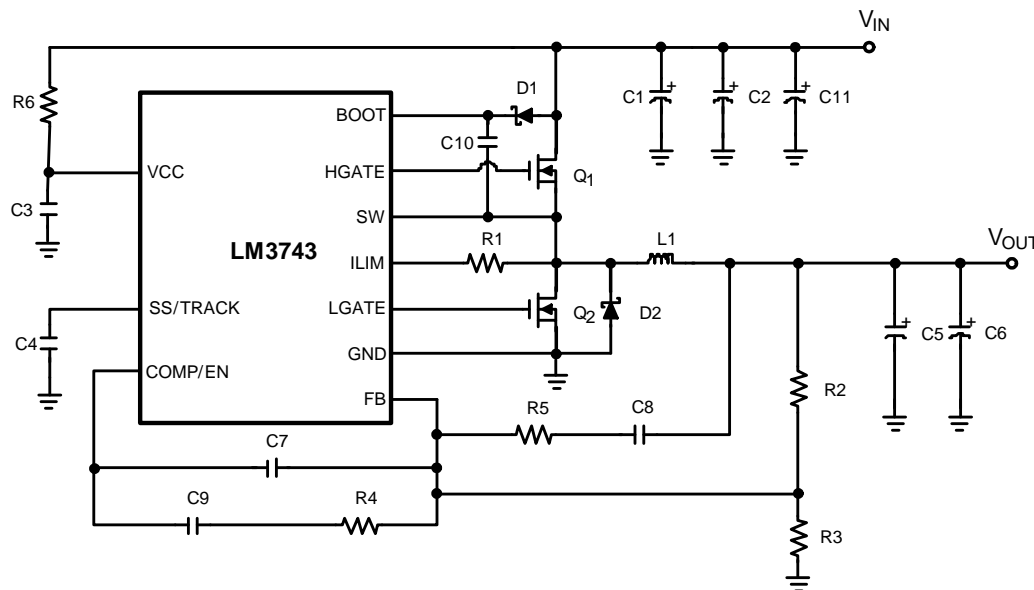 VIN
R6
D1
BOOT
C1
C2
C11
C10
VCC
HGATE
Q1
C3
SW
LM3743
R1
L1
VOUT
ILIM
SS/TRACK
LGATE
Q2
D2
C4
GND
C5
C6
COMP/EN
FB
R2
R5
C8
C7
C9
R4
R3
+
+
+
+
+